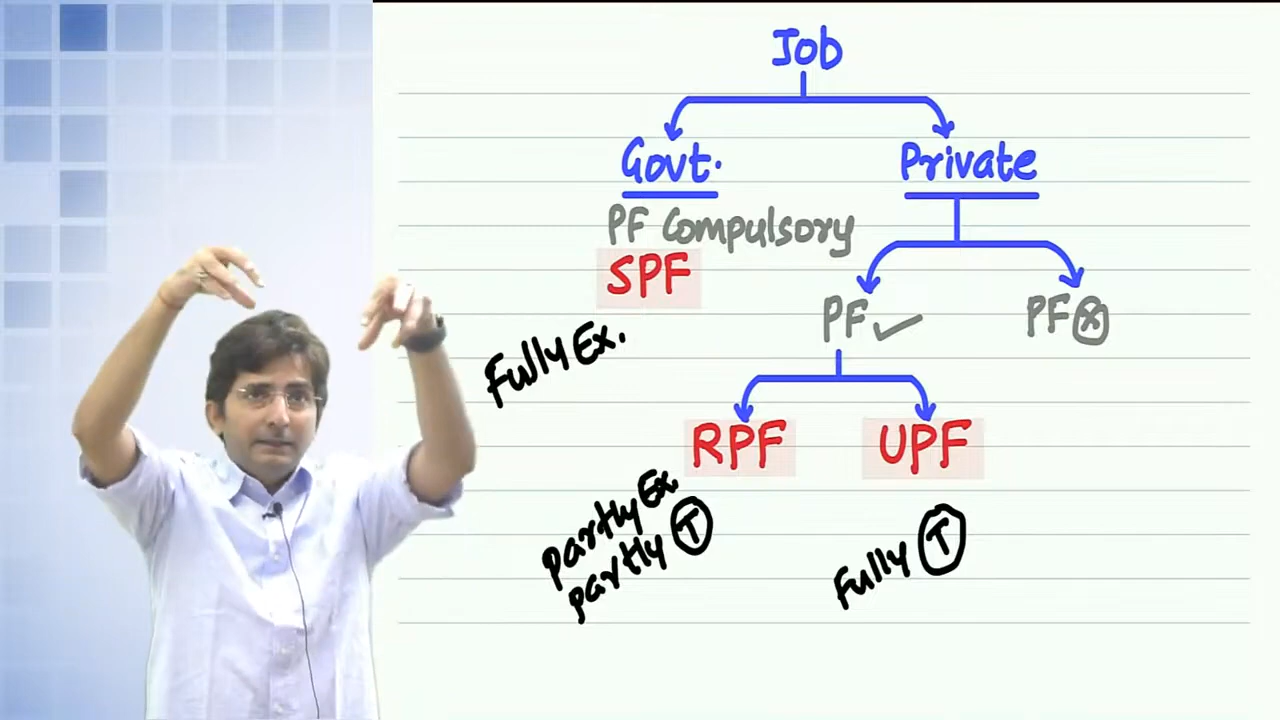 Job
Govt.
Private
PF Compulsory
SPF
PF ✓
PF ⓧ
Fully Ex.
RPF
UPF
partly Ex
partly Ⓣ
Fully Ⓣ